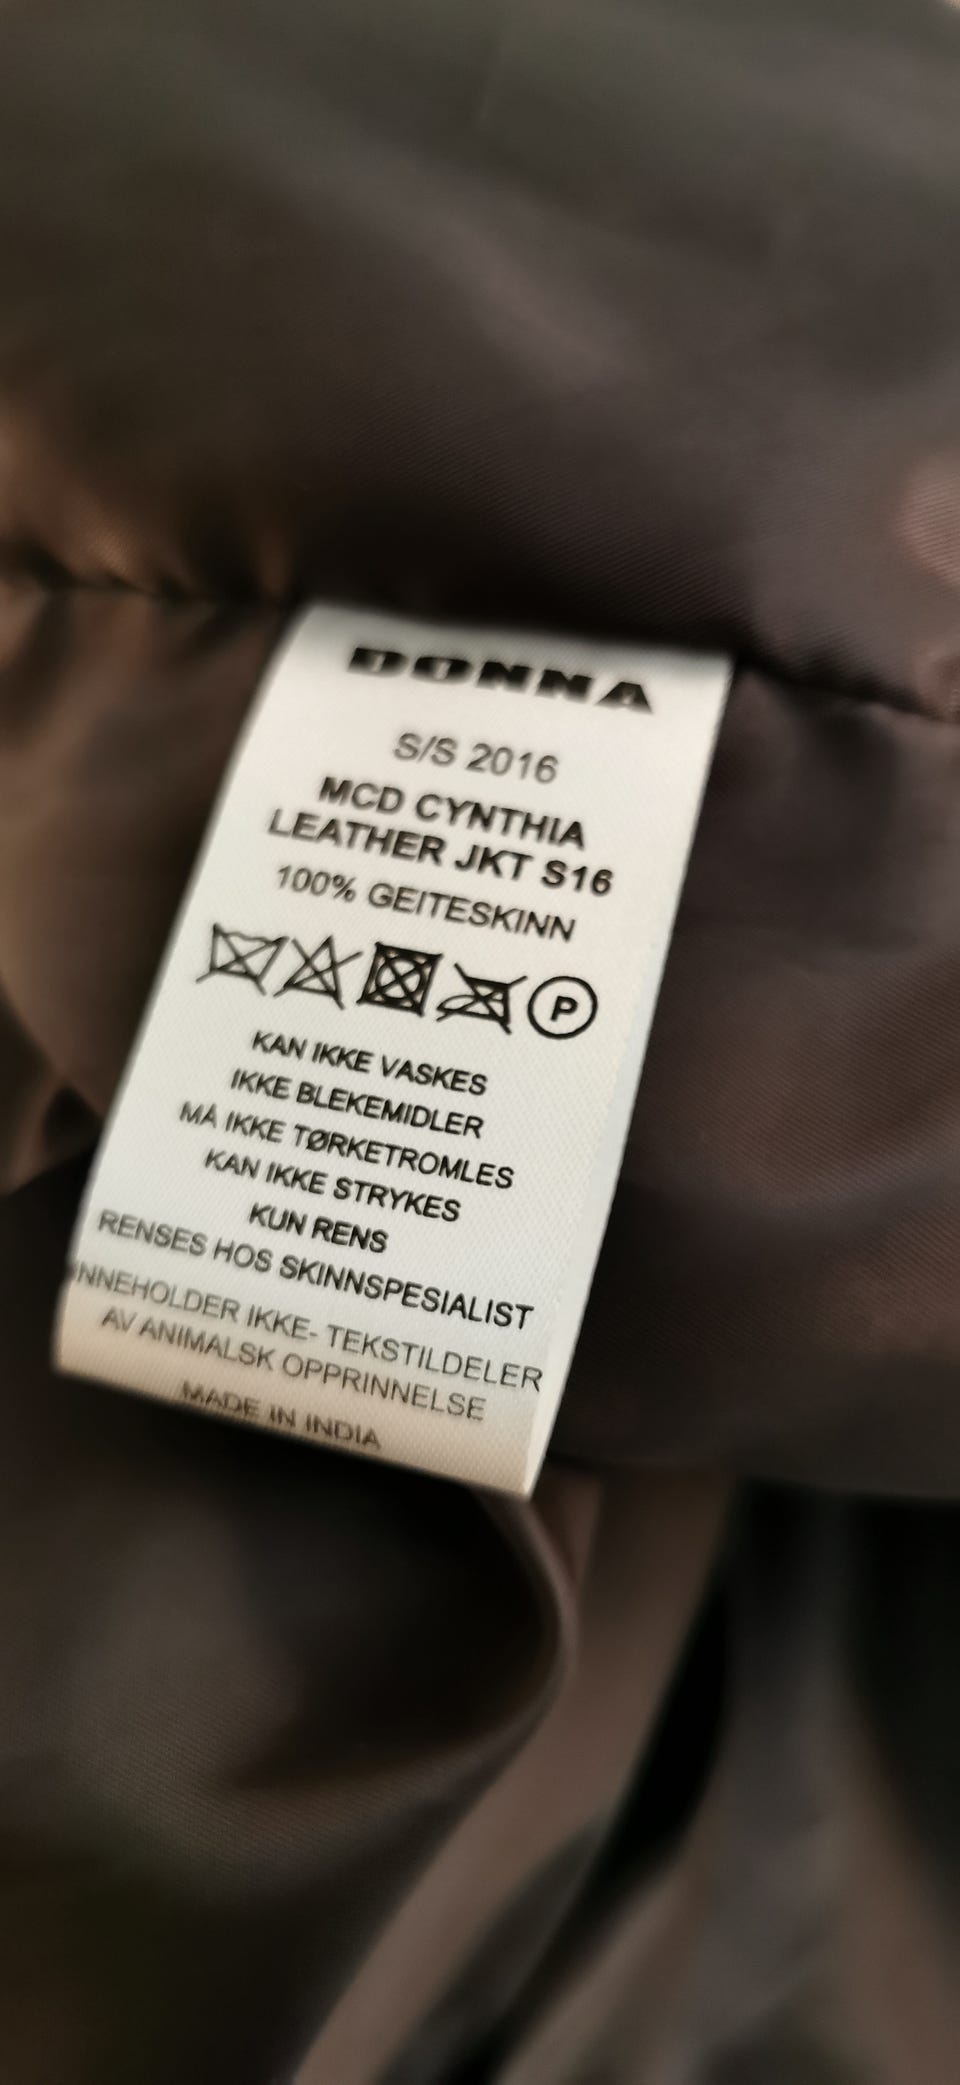 DONNA
S/S 2016
MCD CYNTHIA
LEATHER JKT S16
100% GEITESKINN
P
KAN IKKE VASKES
IKKE BLEKEMIDLER
MÅ IKKE TØRKETROMLES
KAN IKKE STRYKES
KUN RENS
RENSES HOS SKINNSPESIALIST
INNEHOLDER IKKE- TEKSTILDELER
AV ANIMALSK OPPRINNELSE
MADE IN INDIA